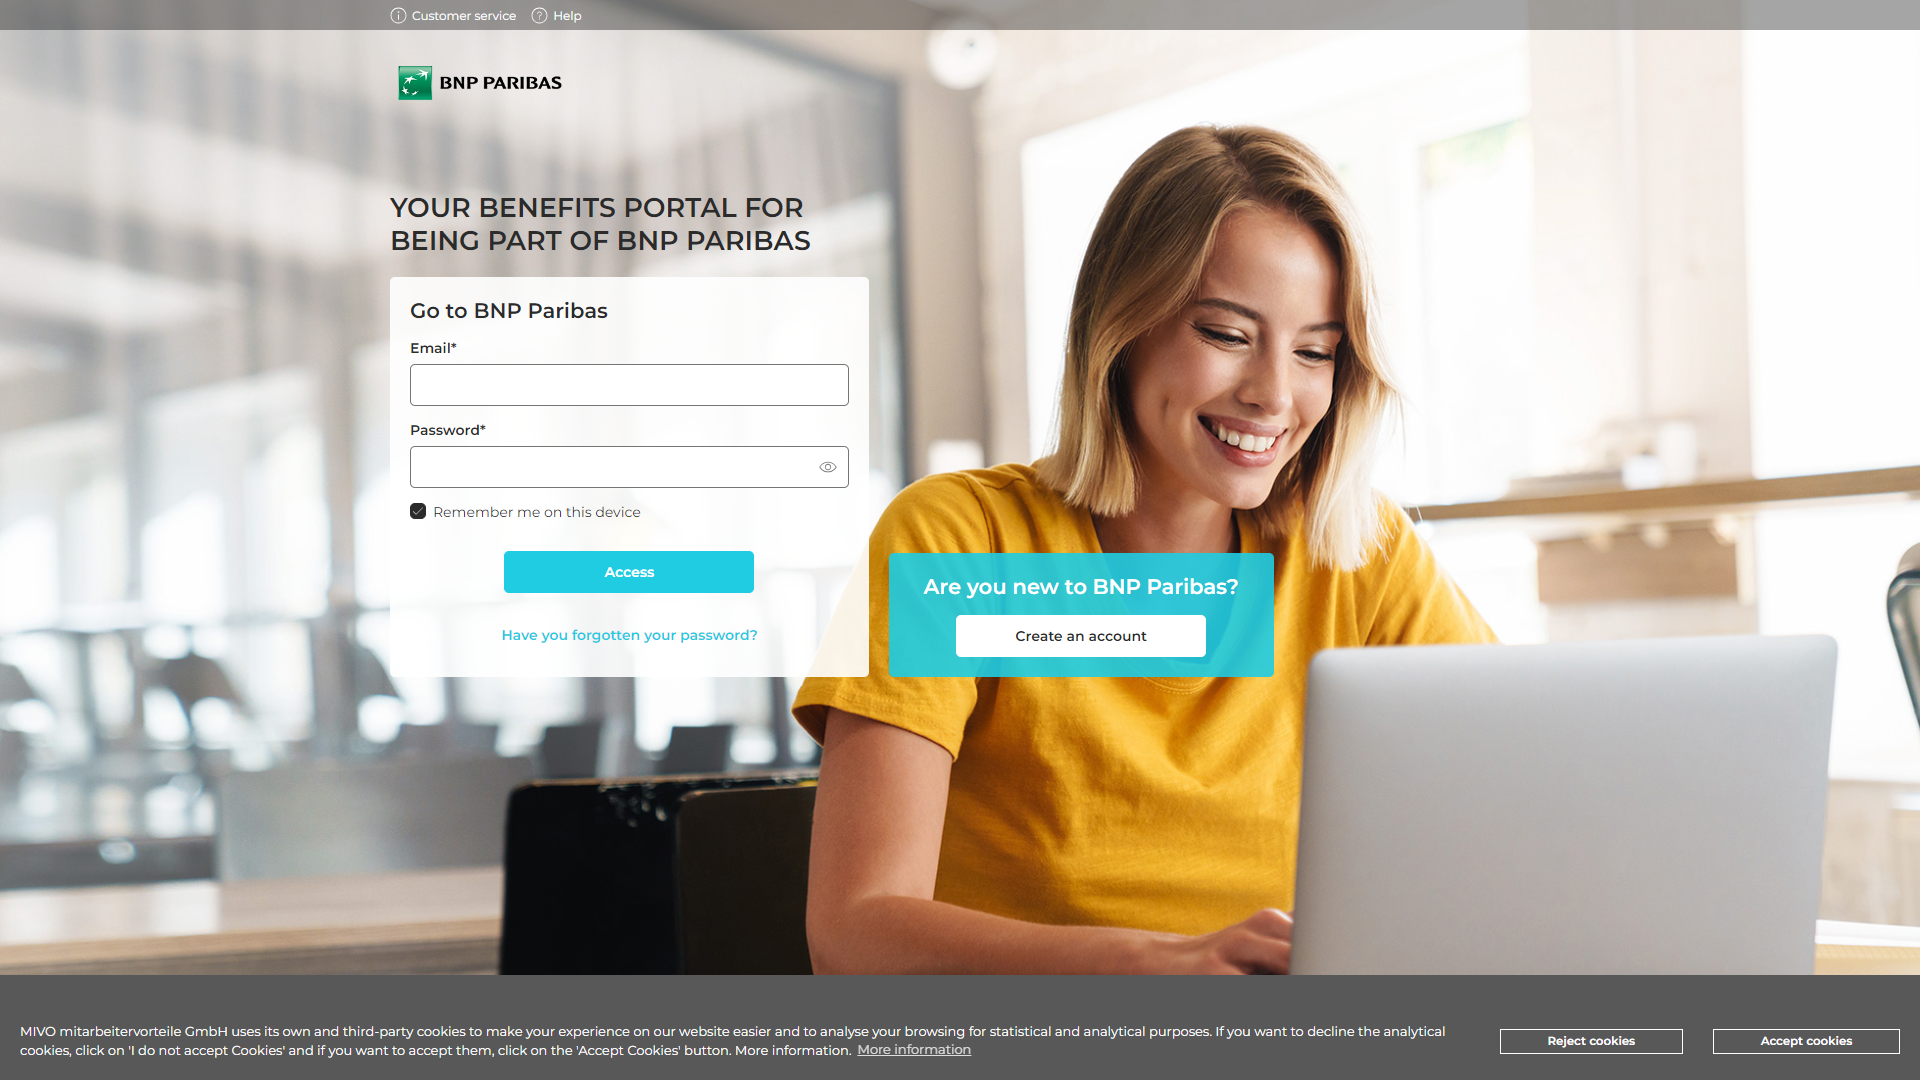 Customer service Help
BNP PARIBAS
YOUR BENEFITS PORTAL FOR
BEING PART OF BNP PARIBAS
Go to BNP Paribas
Email*
Password*
Remember me on this device
Access
Have you forgotten your password?
Are you new to BNP Paribas?
Create an account
MIVO mitarbeitervorteile GmbH uses its own and third-party cookies to make your experience on our website easier and to analyse your browsing for statistical and analytical purposes. If you want to decline the analytical
cookies, click on 'I do not accept Cookies' and if you want to accept them, click on the 'Accept Cookies' button. More information. More information
Reject cookies
Accept cookies